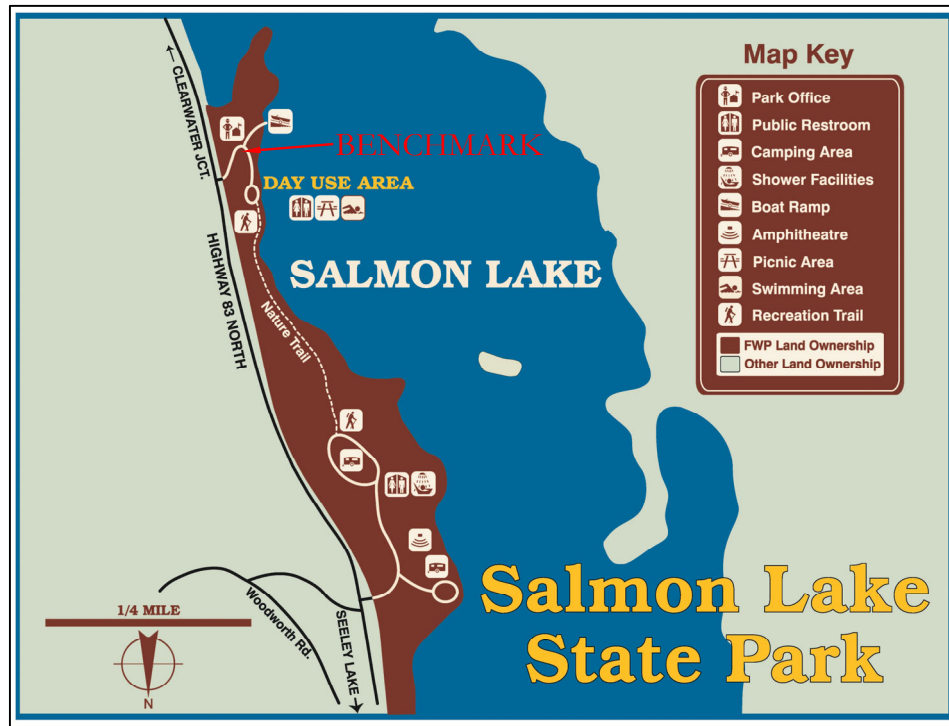 Map Key
Park Office
Public Restroom
Camping Area
Shower Facilities
Boat Ramp
Amphitheatre
Picnic Area
Swimming Area
Recreation Trail
FWP Land Ownership
Other Land Ownership
CLEARWATER JCT.
BENCHMARK
DAY USE AREA
SALMON LAKE
HIGHWAY 83 NORTH
Nature Trail
Woodworth Rd.
SEELEY LAKE
1/4 MILE
N
Salmon Lake
State Park